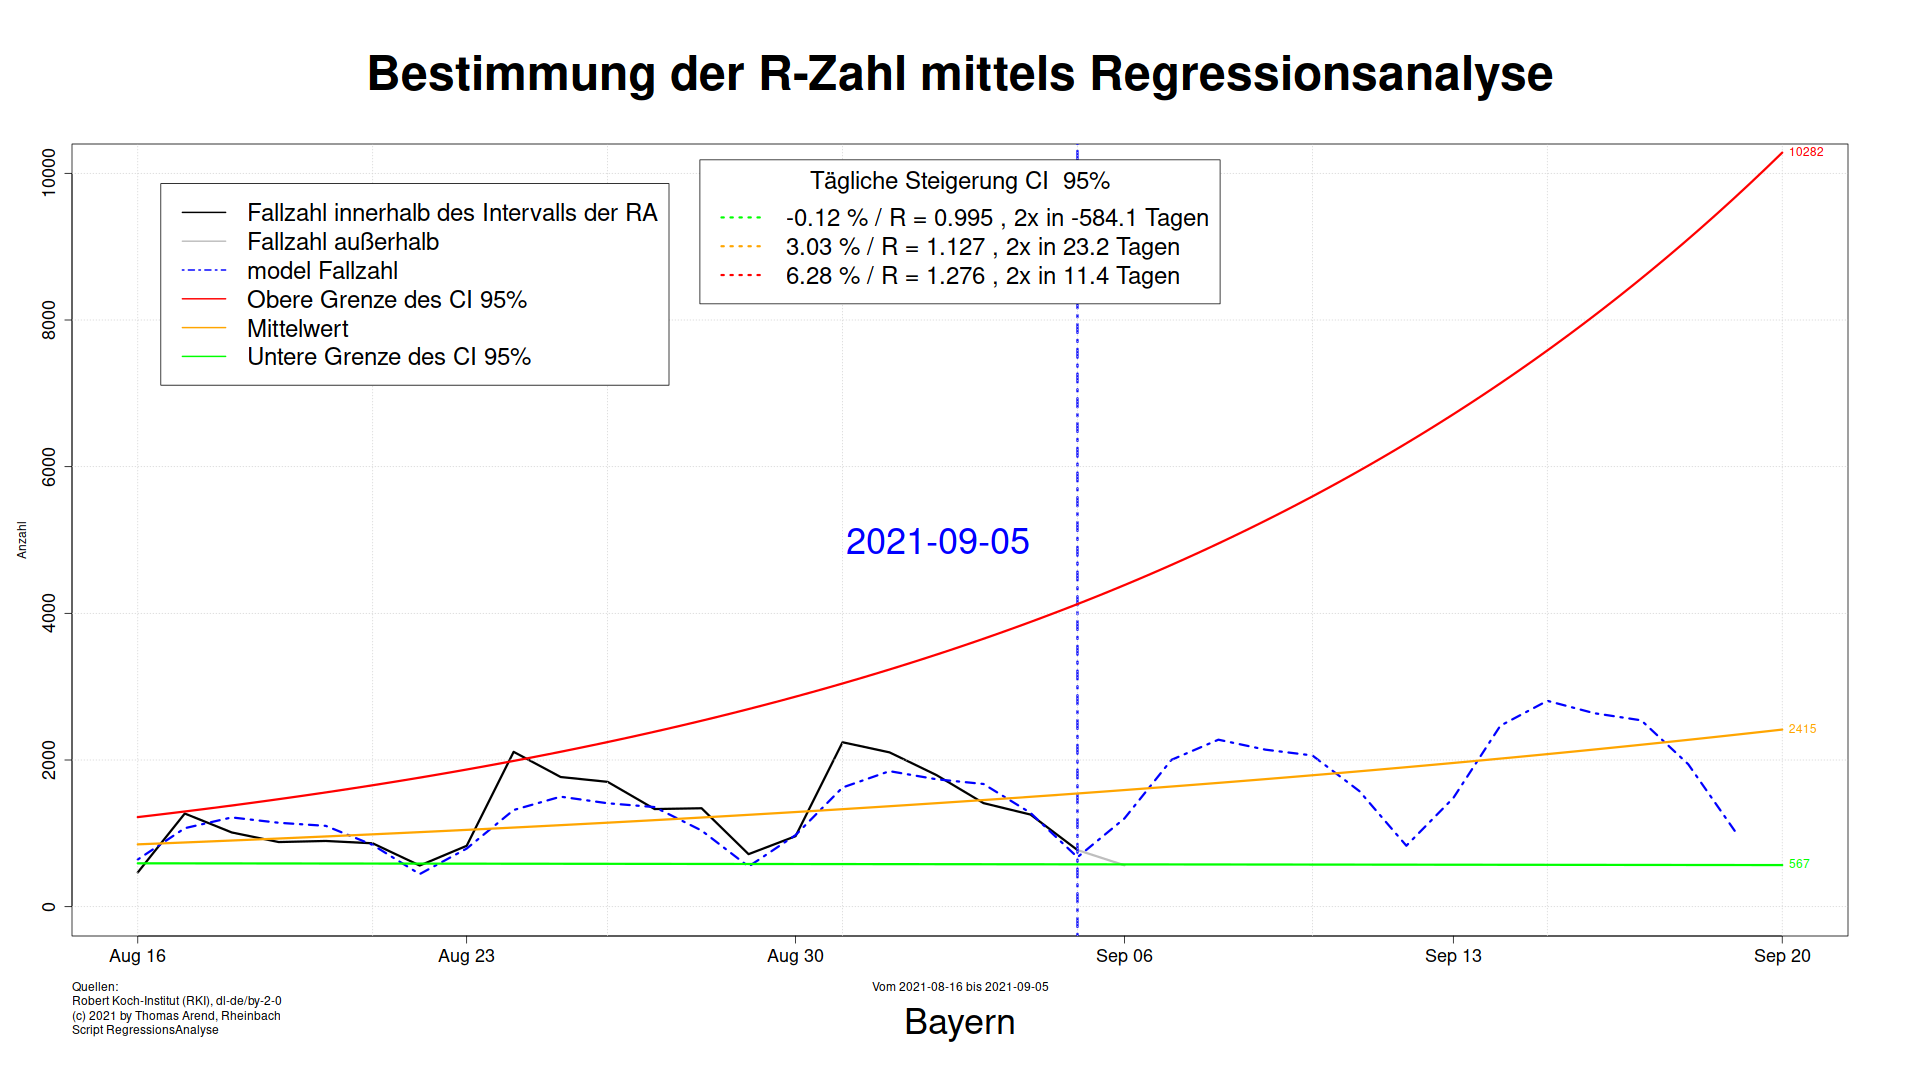 Bestimmung der R-Zahl mittels Regressionsanalyse
Anzahl
10000
8000
6000
4000
2000
0
Fallzahl innerhalb des Intervalls der RA
Fallzahl außerhalb
model Fallzahl
Obere Grenze des CI 95%
Mittelwert
Untere Grenze des CI 95%
Tägliche Steigerung CI  95%
-0.12 % / R = 0.995 , 2x in -584.1 Tagen
3.03 % / R = 1.127 , 2x in 23.2 Tagen
6.28 % / R = 1.276 , 2x in 11.4 Tagen
10282
2021-09-05
2415
567
Aug 16
Aug 23
Aug 30
Sep 06
Sep 13
Sep 20
Quellen:
Robert Koch-Institut (RKI), dl-de/by-2-0
(c) 2021 by Thomas Arend, Rheinbach
Script RegressionsAnalyse
Vom 2021-08-16 bis 2021-09-05
Bayern